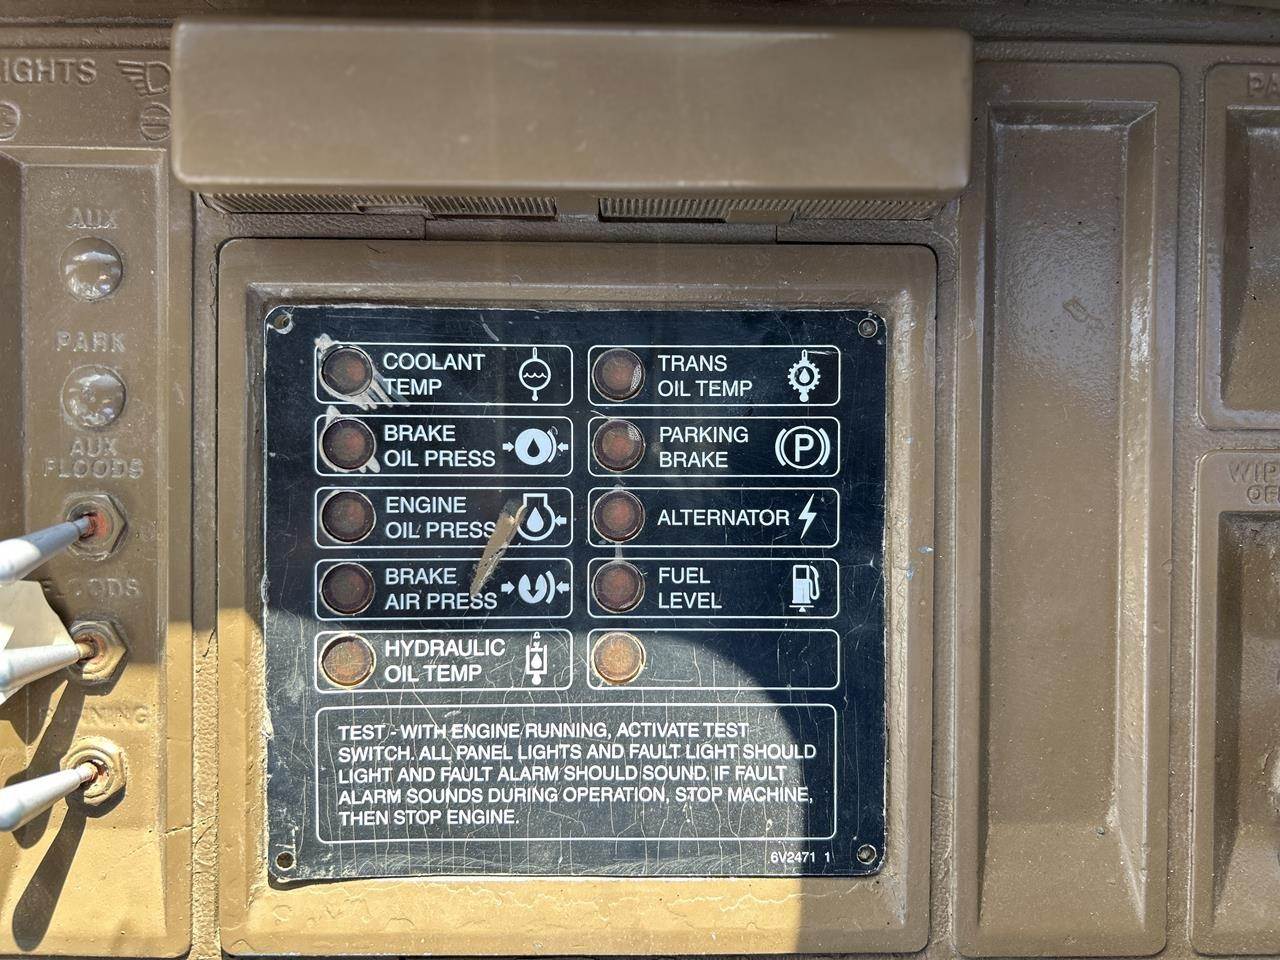 LIGHTS
AUX
PARK
AUX
FLOODS
FLOODS
RUNNING
COOLANT
TEMP
BRAKE
OIL PRESS
ENGINE
OIL PRESS
BRAKE
AIR PRESS
HYDRAULIC
OIL TEMP
TRANS
OIL TEMP
PARKING
BRAKE
P
ALTERNATOR
FUEL
LEVEL
TEST - WITH ENGINE RUNNING, ACTIVATE TEST
SWITCH. ALL PANEL LIGHTS AND FAULT LIGHT SHOULD
LIGHT AND FAULT ALARM SHOULD SOUND. IF FAULT
ALARM SOUNDS DURING OPERATION, STOP MACHINE,
THEN STOP ENGINE.
6V2471 1